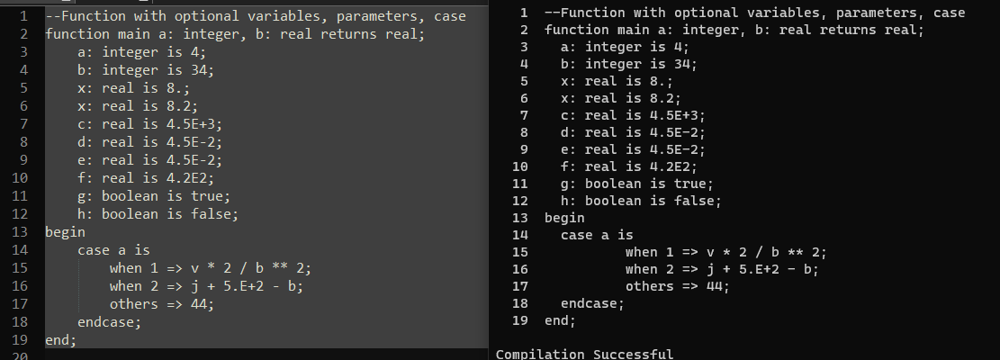 1 --Function with optional variables, parameters, case
2 function main a: integer, b: real returns real;
3 a: integer is 4;
4 b: integer is 34;
5 x: real is 8.;
6 x: real is 8.2;
7 c: real is 4.5E+3;
8 d: real is 4.5E-2;
9 e: real is 4.5E-2;
10 f: real is 4.2E2;
11 g: boolean is true;
12 h: boolean is false;
13 begin
14 case a is
15 when 1 => v * 2 / b ** 2;
16 when 2 => j + 5.E+2 - b;
17 others => 44;
18 endcase;
19 end;
20
1 --Function with optional variables, parameters, case
2 function main a: integer, b: real returns real;
3 a: integer is 4;
4 b: integer is 34;
5 x: real is 8.;
6 x: real is 8.2;
7 c: real is 4.5E+3;
8 d: real is 4.5E-2;
9 e: real is 4.5E-2;
10 f: real is 4.2E2;
11 g: boolean is true;
12 h: boolean is false;
13 begin
14 case a is
15 when 1 => v * 2 / b ** 2;
16 when 2 => j + 5.E+2 - b;
17 others => 44;
18 endcase;
19 end;
Compilation Successful